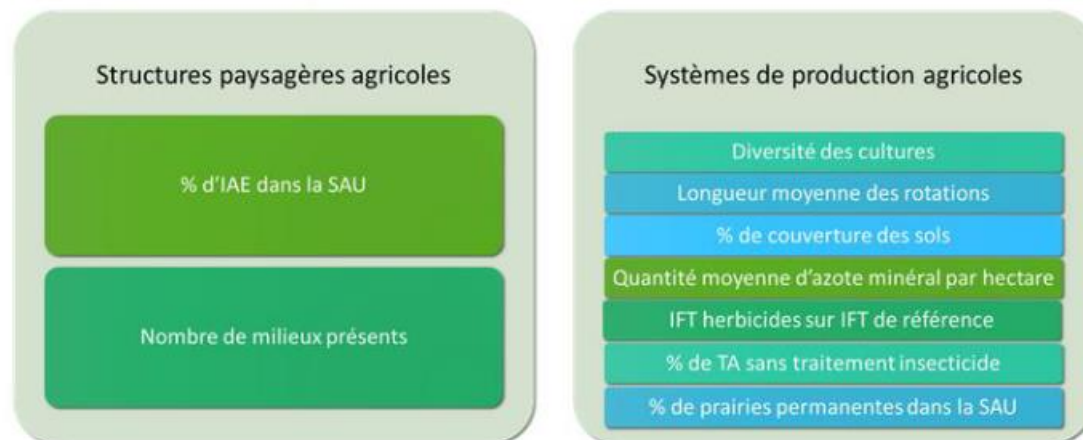 Structures paysagères agricoles
% d'IAE dans la SAU
Nombre de milieux présents
Systèmes de production agricoles
Diversité des cultures
Longueur moyenne des rotations
% de couverture des sols
Quantité moyenne d'azote minéral par hectare
IFT herbicides sur IFT de référence
% de TA sans traitement insecticide
% de prairies permanentes dans la SAU